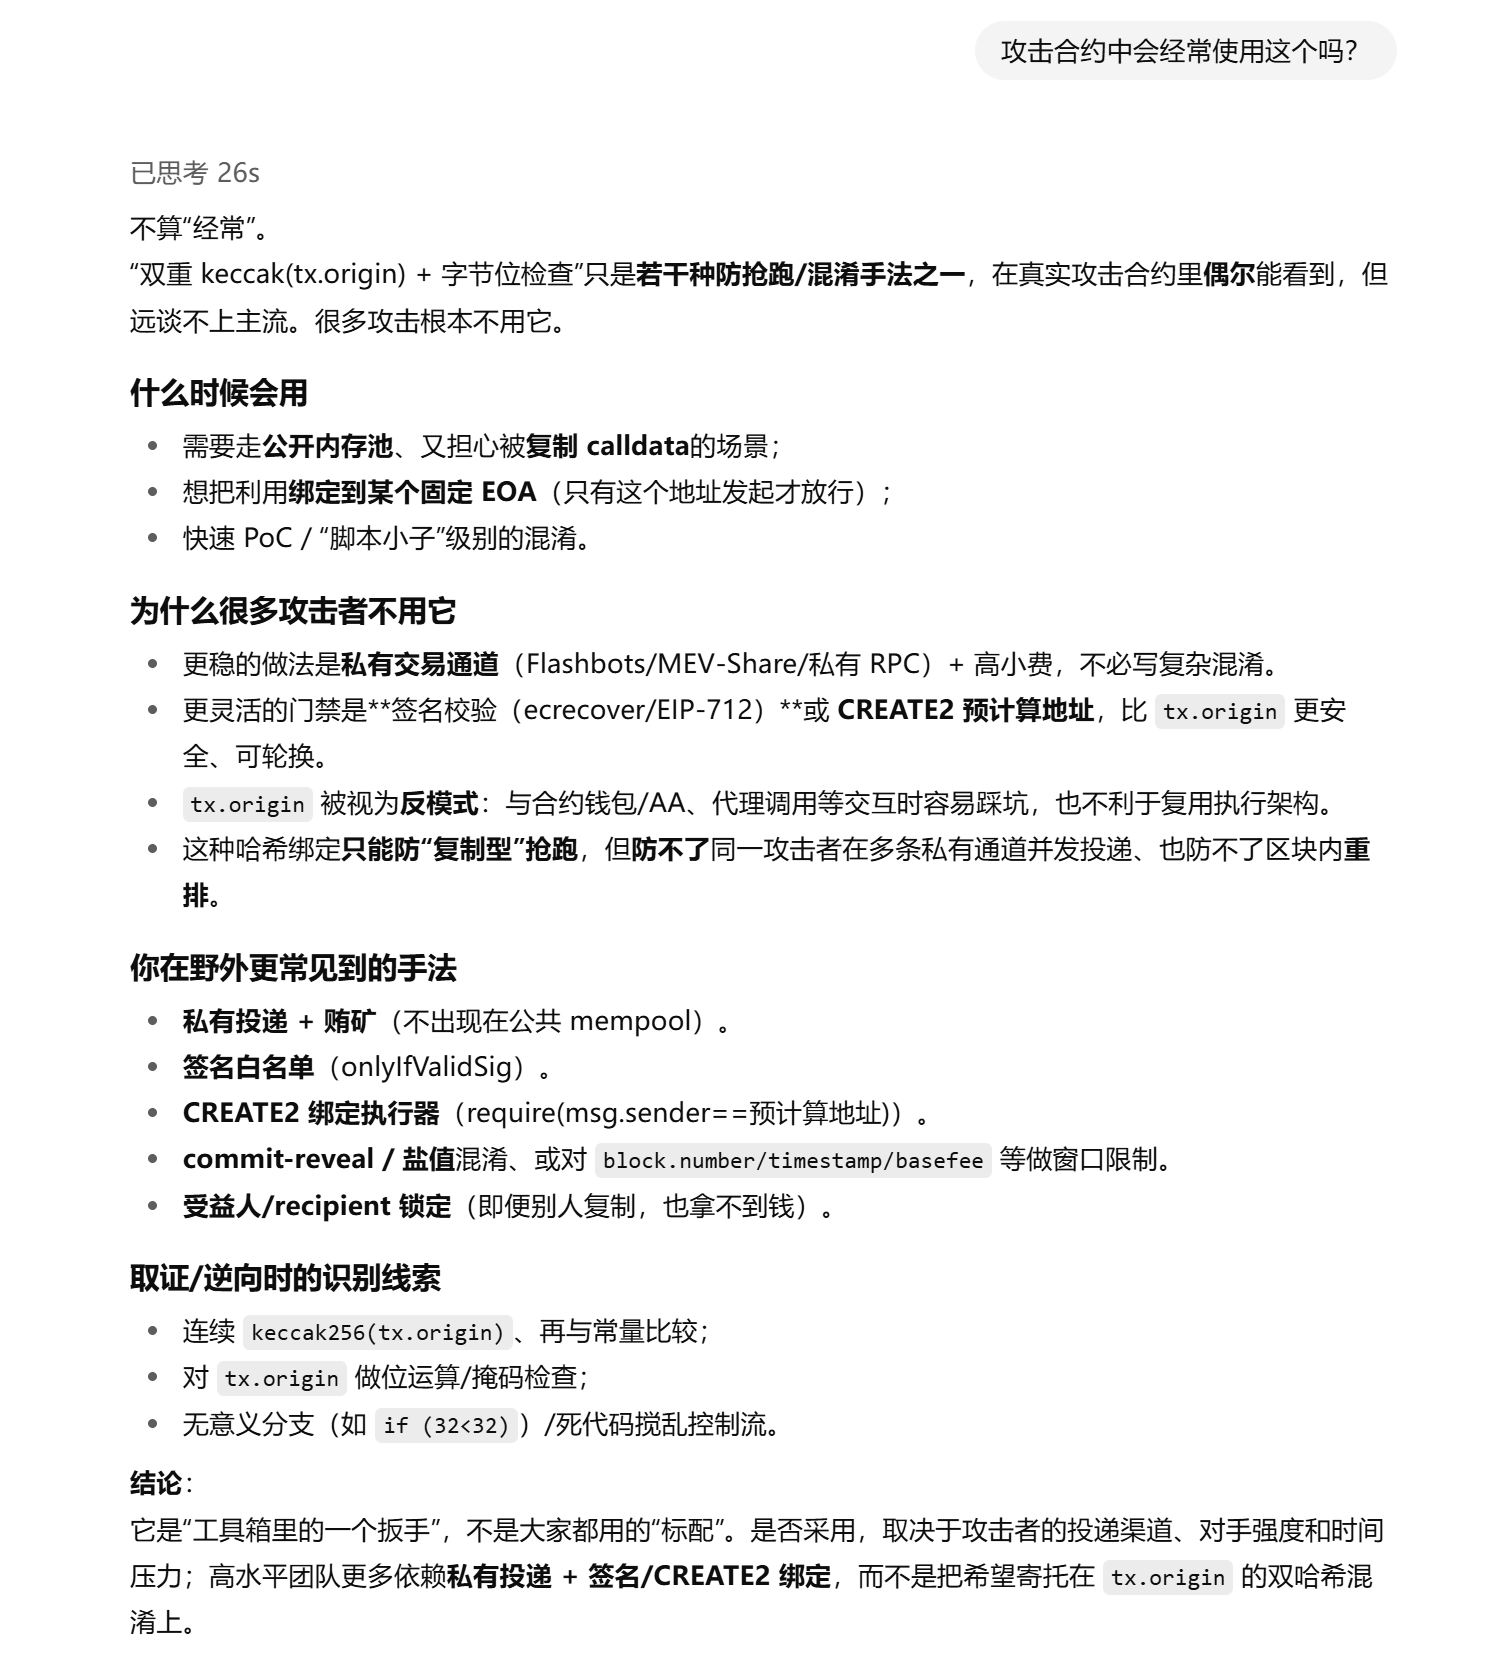 攻击合约中会经常使用这个吗？
已思考 26s
不算“经常”。
“双重 keccak(tx.origin) + 字节位检查”只是若干种防抢跑/混淆手法之一，在真实攻击合约里偶尔能看到，但
远谈不上主流。很多攻击根本不用它。
什么时候会用
• 需要走公开内存池、又担心被复制 calldata的场景；
• 想把利用绑定到某个固定 EOA（只有这个地址发起才放行）；
• 快速 PoC / “脚本小子”级别的混淆。
为什么很多攻击者不用它
• 更稳的做法是私有交易通道（Flashbots/MEV-Share/私有 RPC）+ 高小费，不必写复杂混淆。
• 更灵活的门禁是**签名校验（ecrecover/EIP-712）**或 CREATE2 预计算地址，比 tx.origin 更安
全、可轮换。
• tx.origin 被视为反模式：与合约钱包/AA、代理调用等交互时容易踩坑，也不利于复用执行架构。
• 这种哈希绑定只能防“复制型”抢跑，但防不了同一攻击者在多条私有通道并发投递、也防不了区块内重
排。
你在野外更常见到的手法
• 私有投递 + 贿矿（不出现在公共 mempool）。
• 签名白名单（onlyIfValidSig）。
• CREATE2 绑定执行器（require(msg.sender==预计算地址)）。
• commit-reveal / 盐值混淆、或对 block.number/timestamp/basefee 等做窗口限制。
• 受益人/recipient 锁定（即便别人复制，也拿不到钱）。
取证/逆向时的识别线索
• 连续 keccak256(tx.origin)、再与常量比较；
• 对 tx.origin 做位运算/掩码检查；
• 无意义分支（如 if (32<32)）/死代码搅乱控制流。
结论：
它是“工具箱里的一个扳手”，不是大家都用的“标配”。是否采用，取决于攻击者的投递渠道、对手强度和时间
压力；高水平团队更多依赖私有投递 + 签名/CREATE2 绑定，而不是把希望寄托在 tx.origin 的双哈希混
淆上。